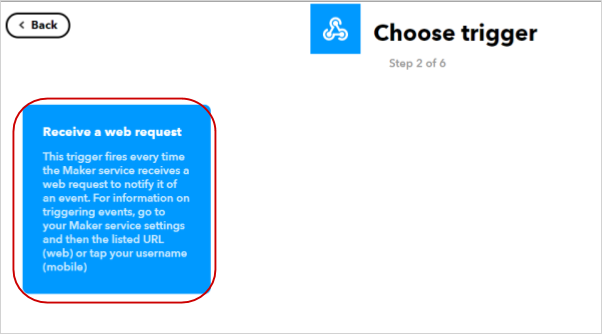 Back
Choose trigger
Step 2 of 6
Receive a web request
This trigger fires every time
the Maker service receives a
web request to notify it of
an event. For information on
triggering events, go to
your Maker service settings
and then the listed URL
(web) or tap your username
(mobile)